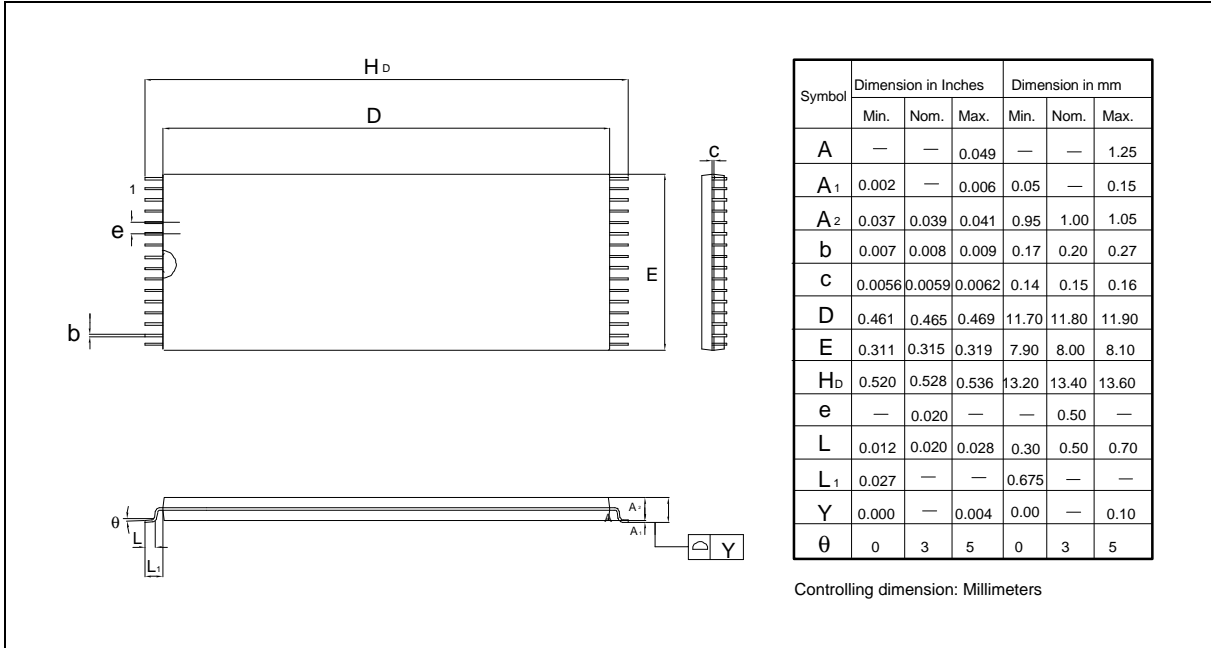 H D
D
c
1
e
E
b
θ
L
L1
A
A2
A1
Y
Symbol Dimension in Inches Dimension in mm
Min. Nom. Max. Min. Nom. Max.
A — — 0.049 — — 1.25
A1 0.002 — 0.006 0.05 — 0.15
A2 0.037 0.039 0.041 0.95 1.00 1.05
b 0.007 0.008 0.009 0.17 0.20 0.27
c 0.0056 0.0059 0.0062 0.14 0.15 0.16
D 0.461 0.465 0.469 11.70 11.80 11.90
E 0.311 0.315 0.319 7.90 8.00 8.10
HD 0.520 0.528 0.536 13.20 13.40 13.60
e — 0.020 — — 0.50 —
L 0.012 0.020 0.028 0.30 0.50 0.70
L1 0.027 — — 0.675 — —
Y 0.000 — 0.004 0.00 — 0.10
θ 0 3 5 0 3 5
Controlling dimension: Millimeters